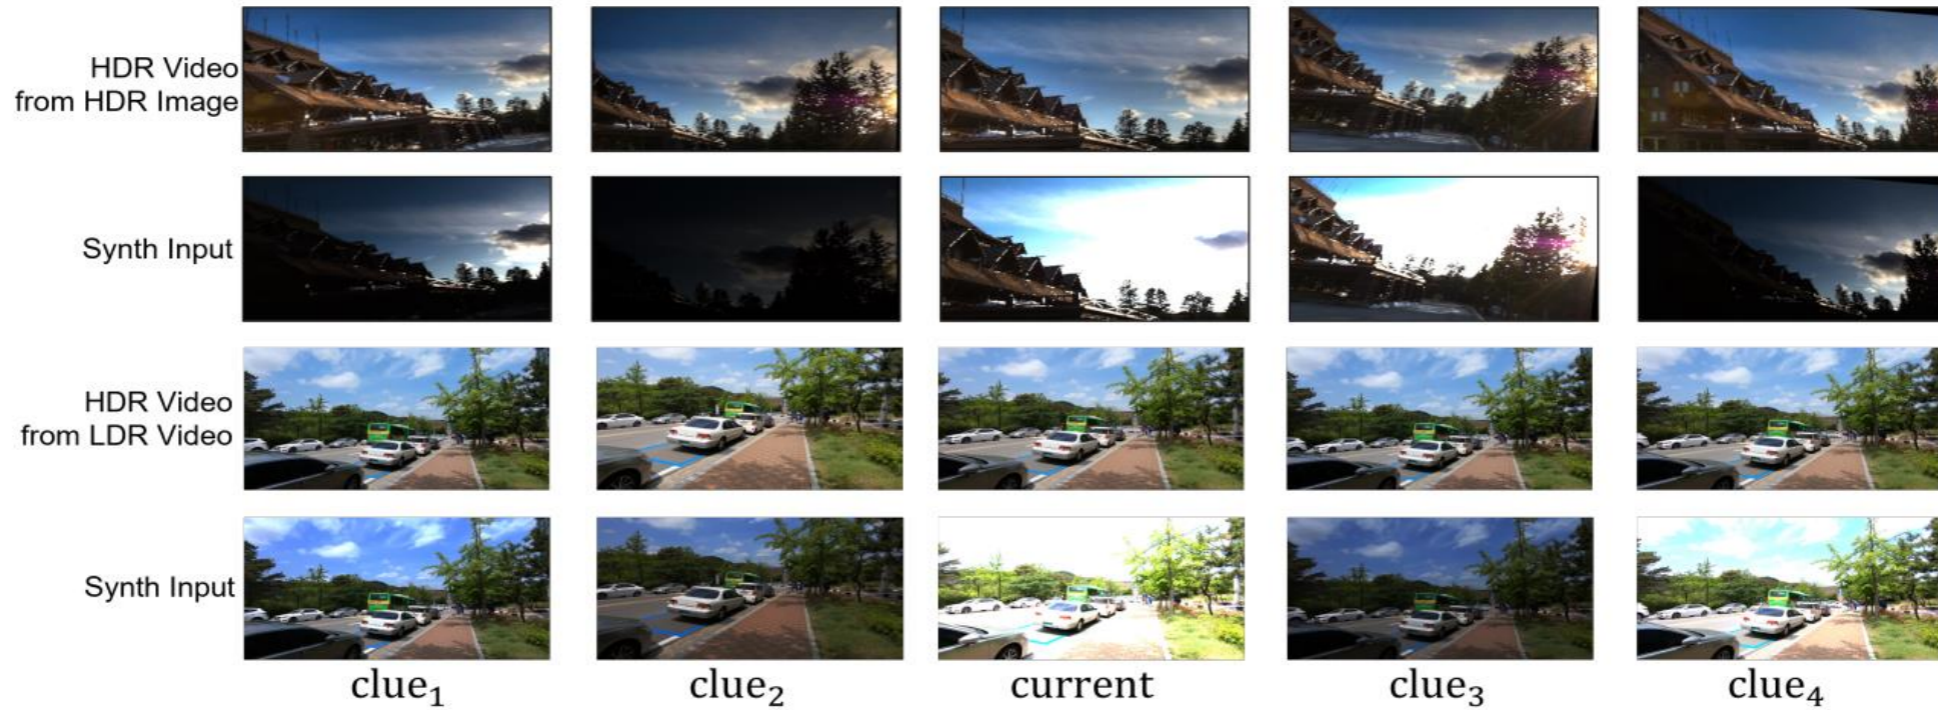 HDR Video
from HDR Image
Synth Input
HDR Video
from LDR Video
Synth Input
clue₁
clue₂
current
clue₃
clue₄